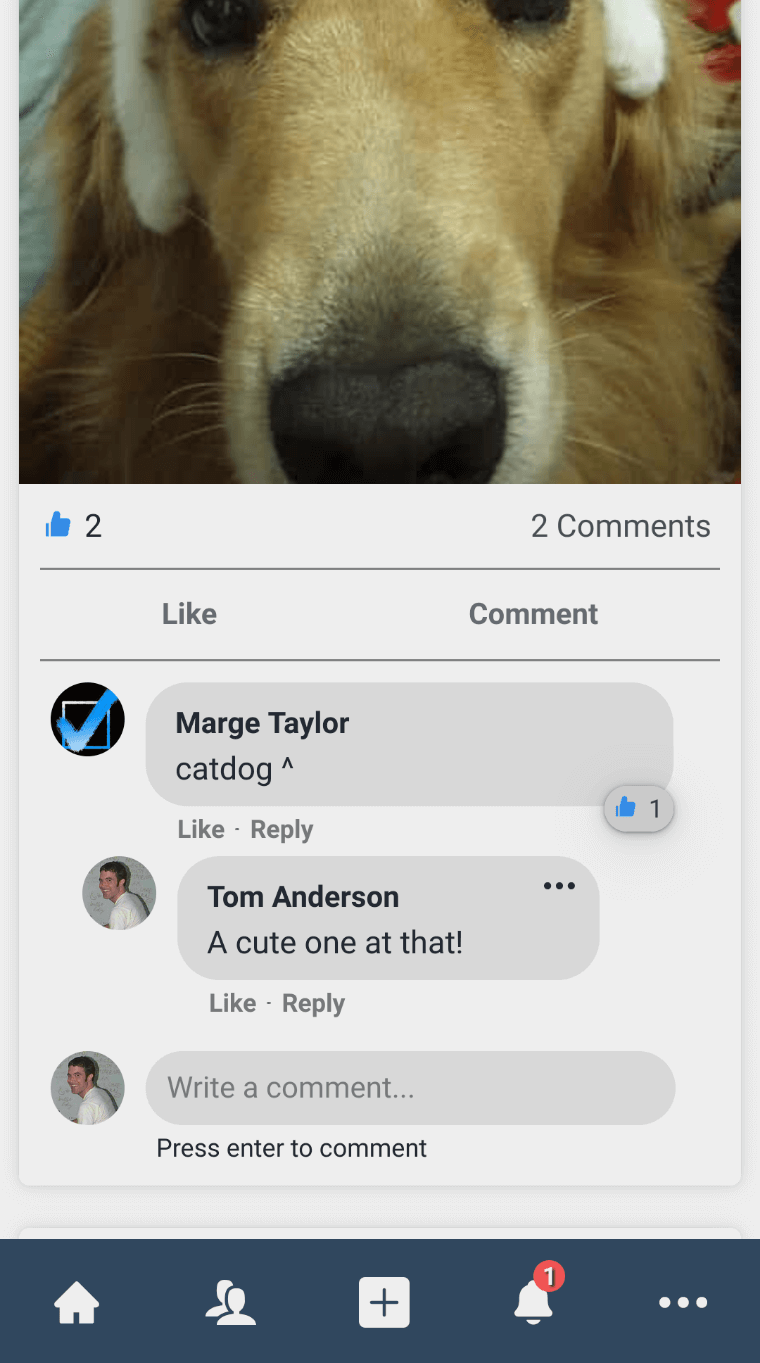 2
2 Comments
Like
Comment
Marge Taylor
catdog ^
1
Like · Reply
Tom Anderson
A cute one at that!
Like · Reply
Write a comment...
Press enter to comment
1